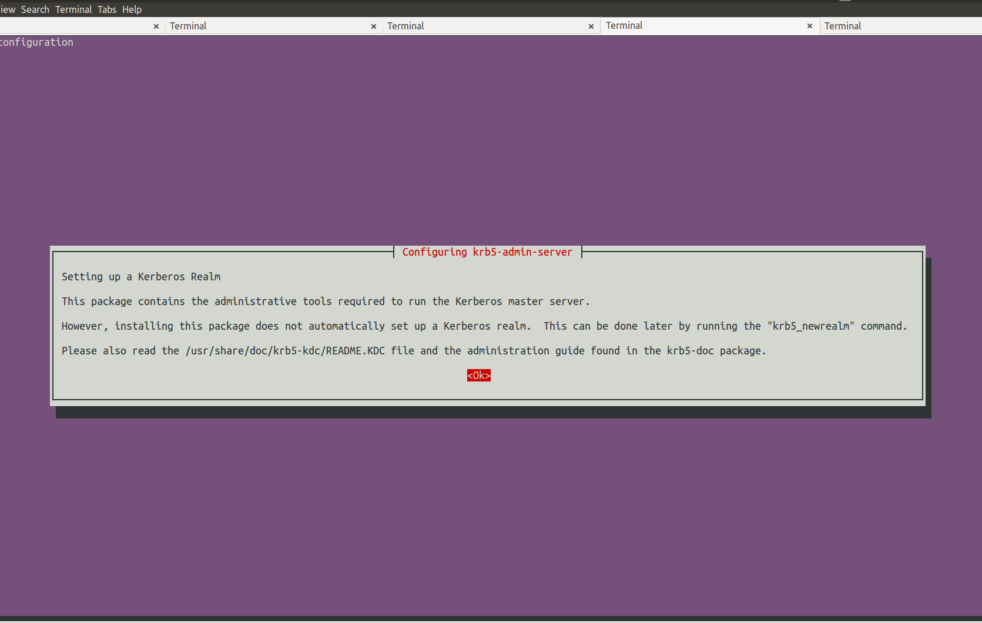 iew Search Terminal Tabs Help
× Terminal × Terminal × Terminal × Terminal
configuration
Configuring krb5-admin-server
Setting up a Kerberos Realm
This package contains the administrative tools required to run the Kerberos master server.
However, installing this package does not automatically set up a Kerberos realm.  This can be done later by running the "krb5_newrealm" command.
Please also read the /usr/share/doc/krb5-kdc/README.KDC file and the administration guide found in the krb5-doc package.
<Ok>